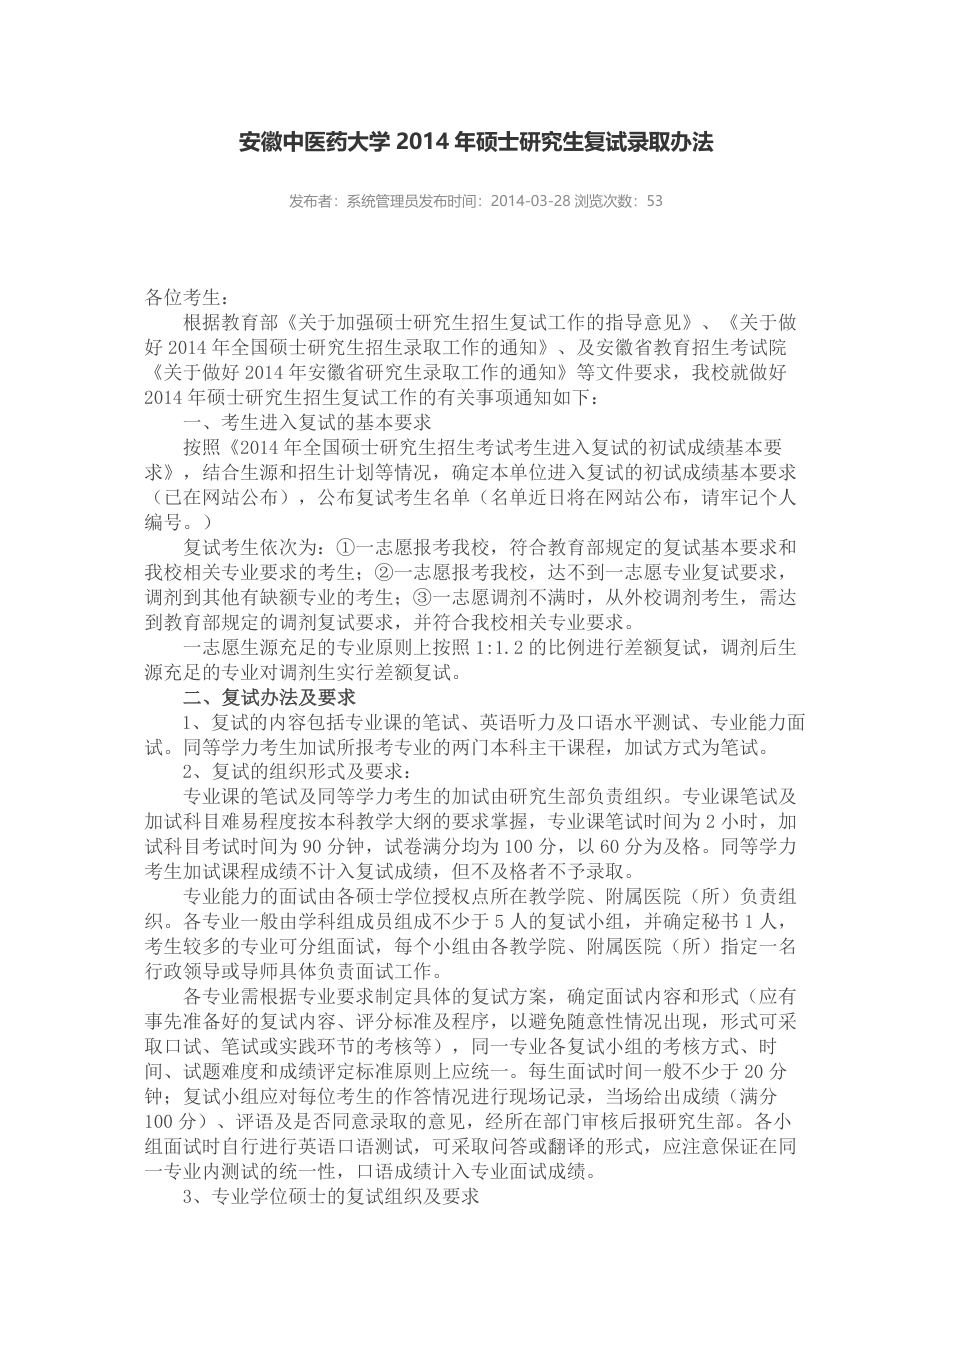 安徽中医药大学 2014 年硕士研究生复试录取办法
发布者：系统管理员发布时间：2014-03-28 浏览次数：53
各位考生：
根据教育部《关于加强硕士研究生招生复试工作的指导意见》、《关于做
好 2014 年全国硕士研究生招生录取工作的通知》、及安徽省教育招生考试院
《关于做好 2014 年安徽省研究生录取工作的通知》等文件要求，我校就做好
2014 年硕士研究生招生复试工作的有关事项通知如下：
一、考生进入复试的基本要求
按照《2014 年全国硕士研究生招生考试考生进入复试的初试成绩基本要
求》，结合生源和招生计划等情况，确定本单位进入复试的初试成绩基本要求
（已在网站公布），公布复试考生名单（名单近日将在网站公布，请牢记个人
编号。）
复试考生依次为：①一志愿报考我校，符合教育部规定的复试基本要求和
我校相关专业要求的考生；②一志愿报考我校，达不到一志愿专业复试要求，
调剂到其他有缺额专业的考生；③一志愿调剂不满时，从外校调剂考生，需达
到教育部规定的调剂复试要求，并符合我校相关专业要求。
一志愿生源充足的专业原则上按照 1:1.2 的比例进行差额复试，调剂后生
源充足的专业对调剂生实行差额复试。
二、复试办法及要求
1、复试的内容包括专业课的笔试、英语听力及口语水平测试、专业能力面
试。同等学力考生加试所报考专业的两门本科主干课程，加试方式为笔试。
2、复试的组织形式及要求：
专业课的笔试及同等学力考生的加试由研究生部负责组织。专业课笔试及
加试科目难易程度按本科教学大纲的要求掌握，专业课笔试时间为 2 小时，加
试科目考试时间为 90 分钟，试卷满分均为 100 分，以 60 分为及格。同等学力
考生加试课程成绩不计入复试成绩，但不及格者不予录取。
专业能力的面试由各硕士学位授权点所在教学院、附属医院（所）负责组
织。各专业一般由学科组成员组成不少于 5 人的复试小组，并确定秘书 1 人，
考生较多的专业可分组面试，每个小组由各教学院、附属医院（所）指定一名
行政领导或导师具体负责面试工作。
各专业需根据专业要求制定具体的复试方案，确定面试内容和形式（应有
事先准备好的复试内容、评分标准及程序，以避免随意性情况出现，形式可采
取口试、笔试或实践环节的考核等），同一专业各复试小组的考核方式、时
间、试题难度和成绩评定标准原则上应统一。每生面试时间一般不少于 20 分
钟；复试小组应对每位考生的作答情况进行现场记录，当场给出成绩（满分
100 分）、评语及是否同意录取的意见，经所在部门审核后报研究生部。各小
组面试时自行进行英语口语测试，可采取问答或翻译的形式，应注意保证在同
一专业内测试的统一性，口语成绩计入专业面试成绩。
3、专业学位硕士的复试组织及要求